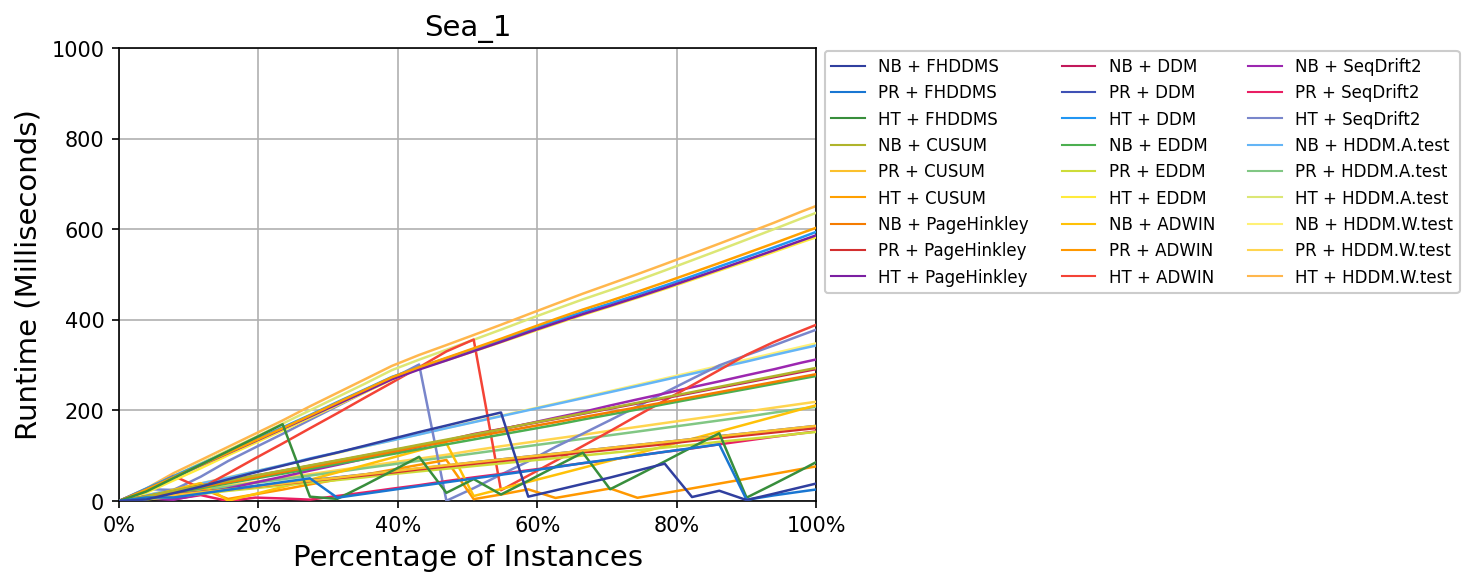 Sea_1
Runtime (Milliseconds)
1000
800
600
400
200
0
0%
20%
40%
60%
80%
100%
Percentage of Instances
NB + FHDDMS
PR + FHDDMS
HT + FHDDMS
NB + CUSUM
PR + CUSUM
HT + CUSUM
NB + PageHinkley
PR + PageHinkley
HT + PageHinkley
NB + DDM
PR + DDM
HT + DDM
NB + EDDM
PR + EDDM
HT + EDDM
NB + ADWIN
PR + ADWIN
HT + ADWIN
NB + SeqDrift2
PR + SeqDrift2
HT + SeqDrift2
NB + HDDM.A.test
PR + HDDM.A.test
HT + HDDM.A.test
NB + HDDM.W.test
PR + HDDM.W.test
HT + HDDM.W.test